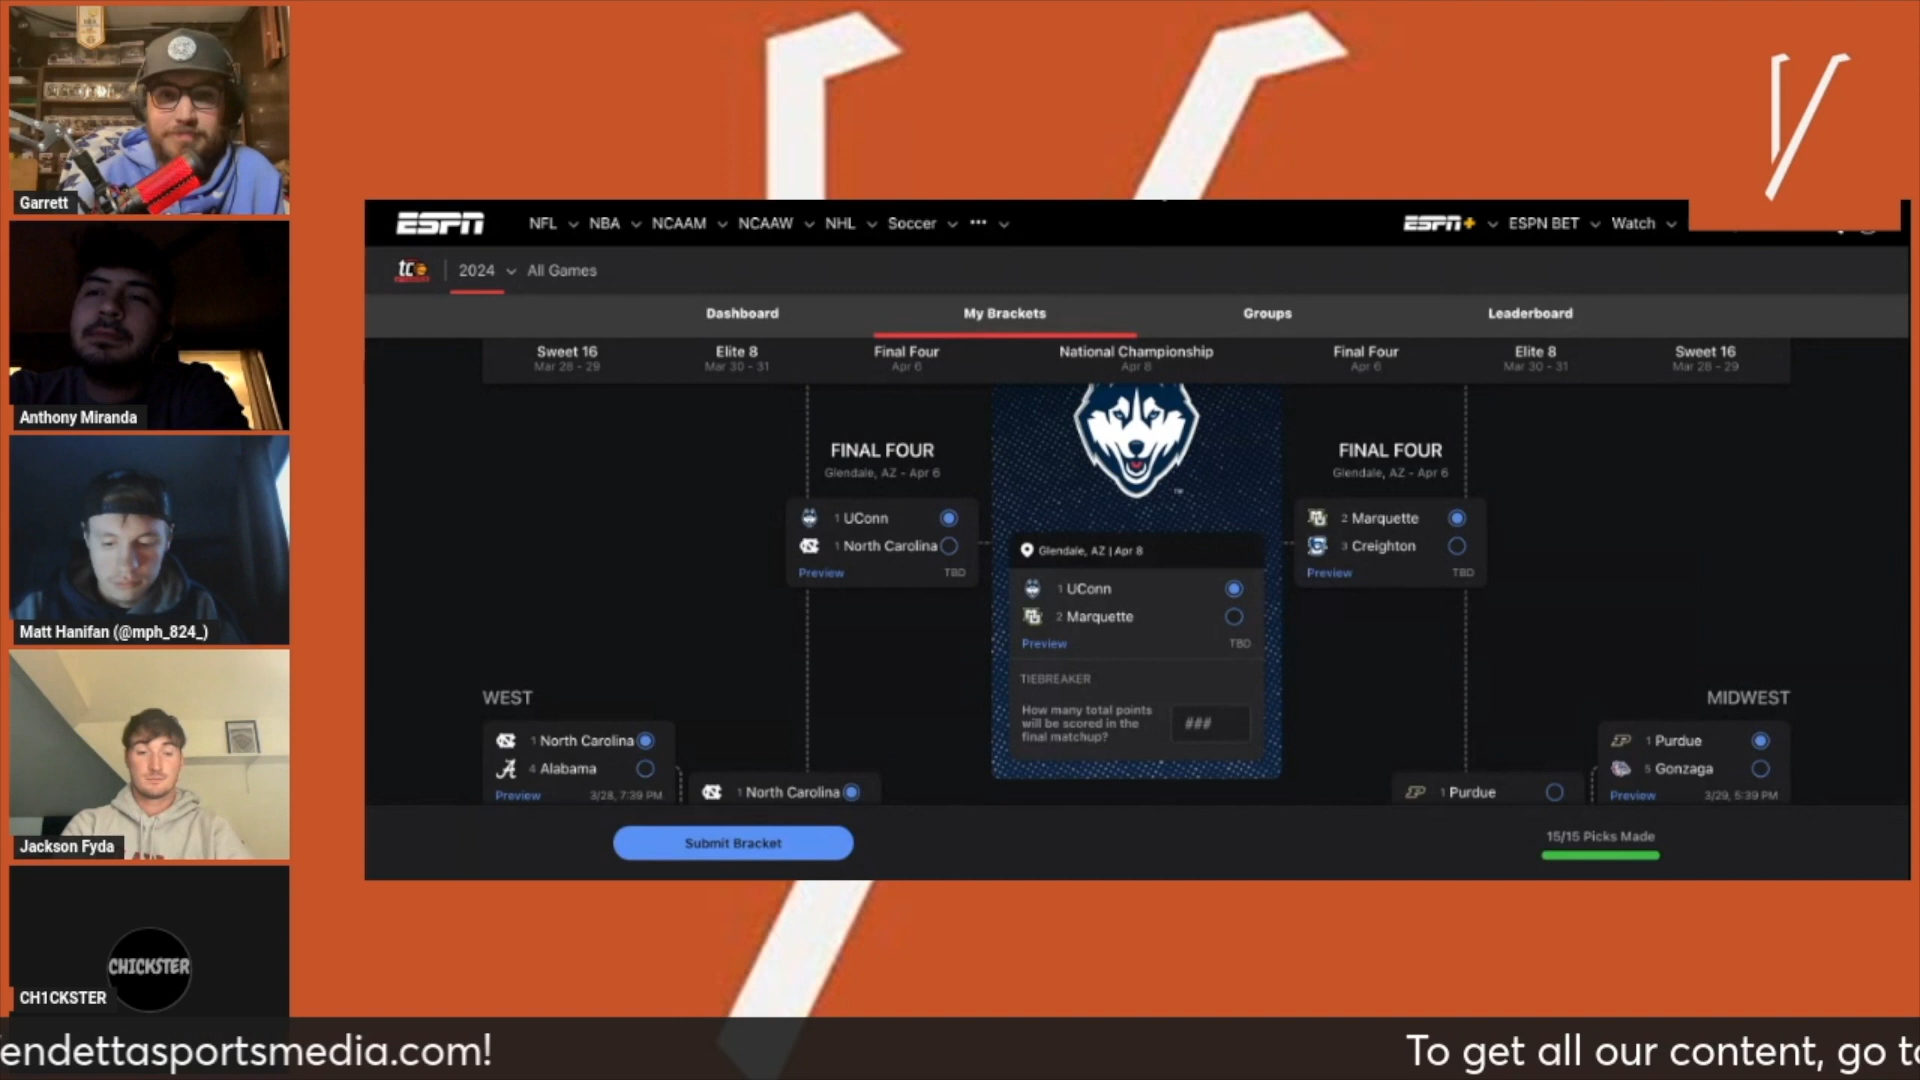 Garrett
Anthony Miranda
Matt Hanifan (@mph_824_)
Jackson Fyda
CHICKSTER
CH1CKSTER
V
ESPN NFL NBA NCAAM NCAAW NHL Soccer ••• ESPN+ ESPN BET Watch
tc 2024 All Games
Dashboard My Brackets Groups Leaderboard
Sweet 16 Elite 8 Final Four National Championship Final Four Elite 8 Sweet 16
Mar 28 - 29 Mar 30 - 31 Apr 6 Apr 8 Apr 6 Mar 30 - 31 Mar 28 - 29
FINAL FOUR
Glendale, AZ - Apr 6
1 UConn
1 North Carolina
Preview TBD
TM
Glendale, AZ | Apr 8
1 UConn
2 Marquette
Preview TBD
TIEBREAKER
How many total points
will be scored in the
final matchup?
###
FINAL FOUR
Glendale, AZ - Apr 6
2 Marquette
3 Creighton
Preview TBD
WEST
1 North Carolina
4 Alabama
Preview 3/28, 7:39 PM
1 North Carolina
MIDWEST
1 Purdue
5 Gonzaga
Preview 3/29, 5:39 PM
1 Purdue
Submit Bracket
15/15 Picks Made
endettasportsmedia.com! To get all our content, go to